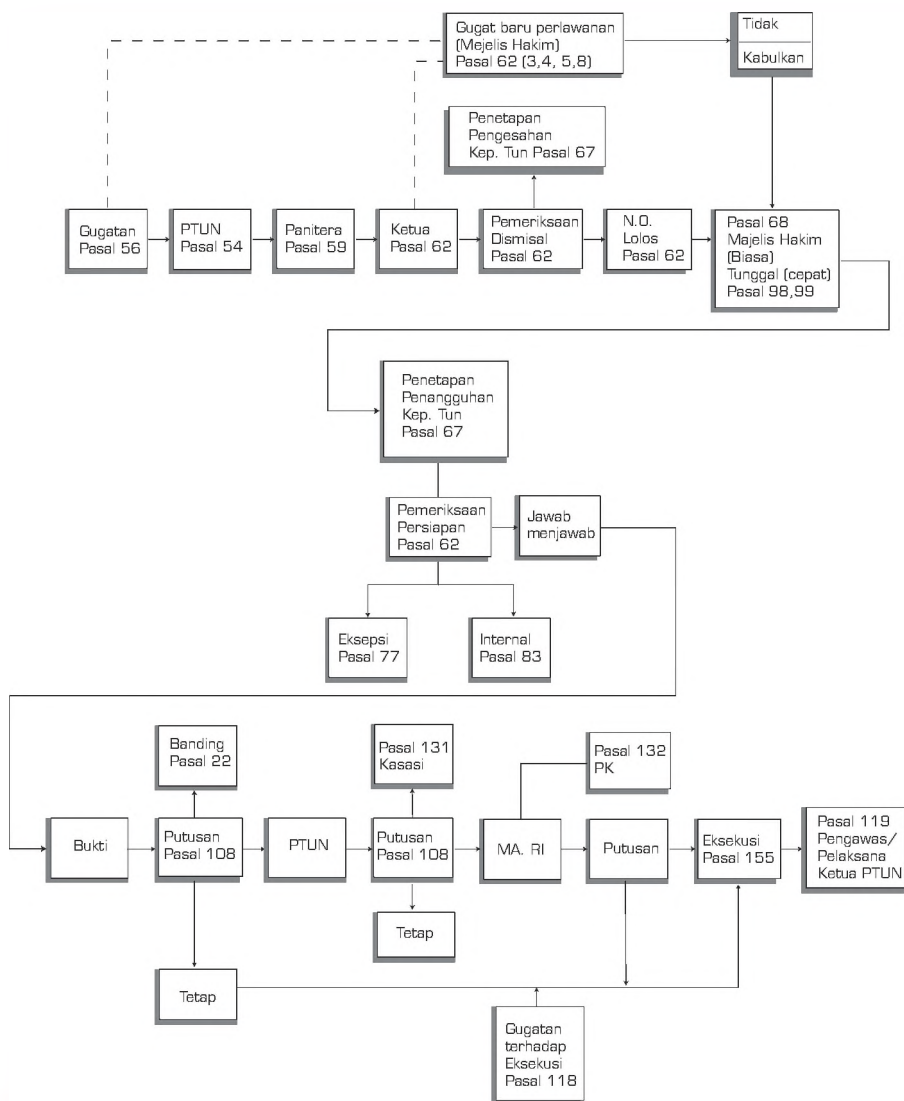 Gugat baru perlawanan
(Mejelis Hakim)
Pasal 62 (3,4, 5,8)
Tidak
Kabulkan
Penetapan
Pengesahan
Kep. Tun Pasal 67
Gugatan
Pasal 56
PTUN
Pasal 54
Panitera
Pasal 59
Ketua
Pasal 62
Pemeriksaan
Dismisal
Pasal 62
N.O.
Lolos
Pasal 62
Pasal 68
Majelis Hakim
(Biasa)
Tunggal (cepat)
Pasal 98,99
Penetapan
Penangguhan
Kep. Tun
Pasal 67
Pemeriksaan
Persiapan
Pasal 62
Jawab
menjawab
Eksepsi
Pasal 77
Internal
Pasal 83
Banding
Pasal 22
Pasal 131
Kasasi
Pasal 132
PK
Bukti
Putusan
Pasal 108
PTUN
Putusan
Pasal 108
MA. RI
Putusan
Eksekusi
Pasal 155
Pasal 119
Pengawas/
Pelaksana
Ketua PTUN
Tetap
Tetap
Gugatan
terhadap
Eksekusi
Pasal 118